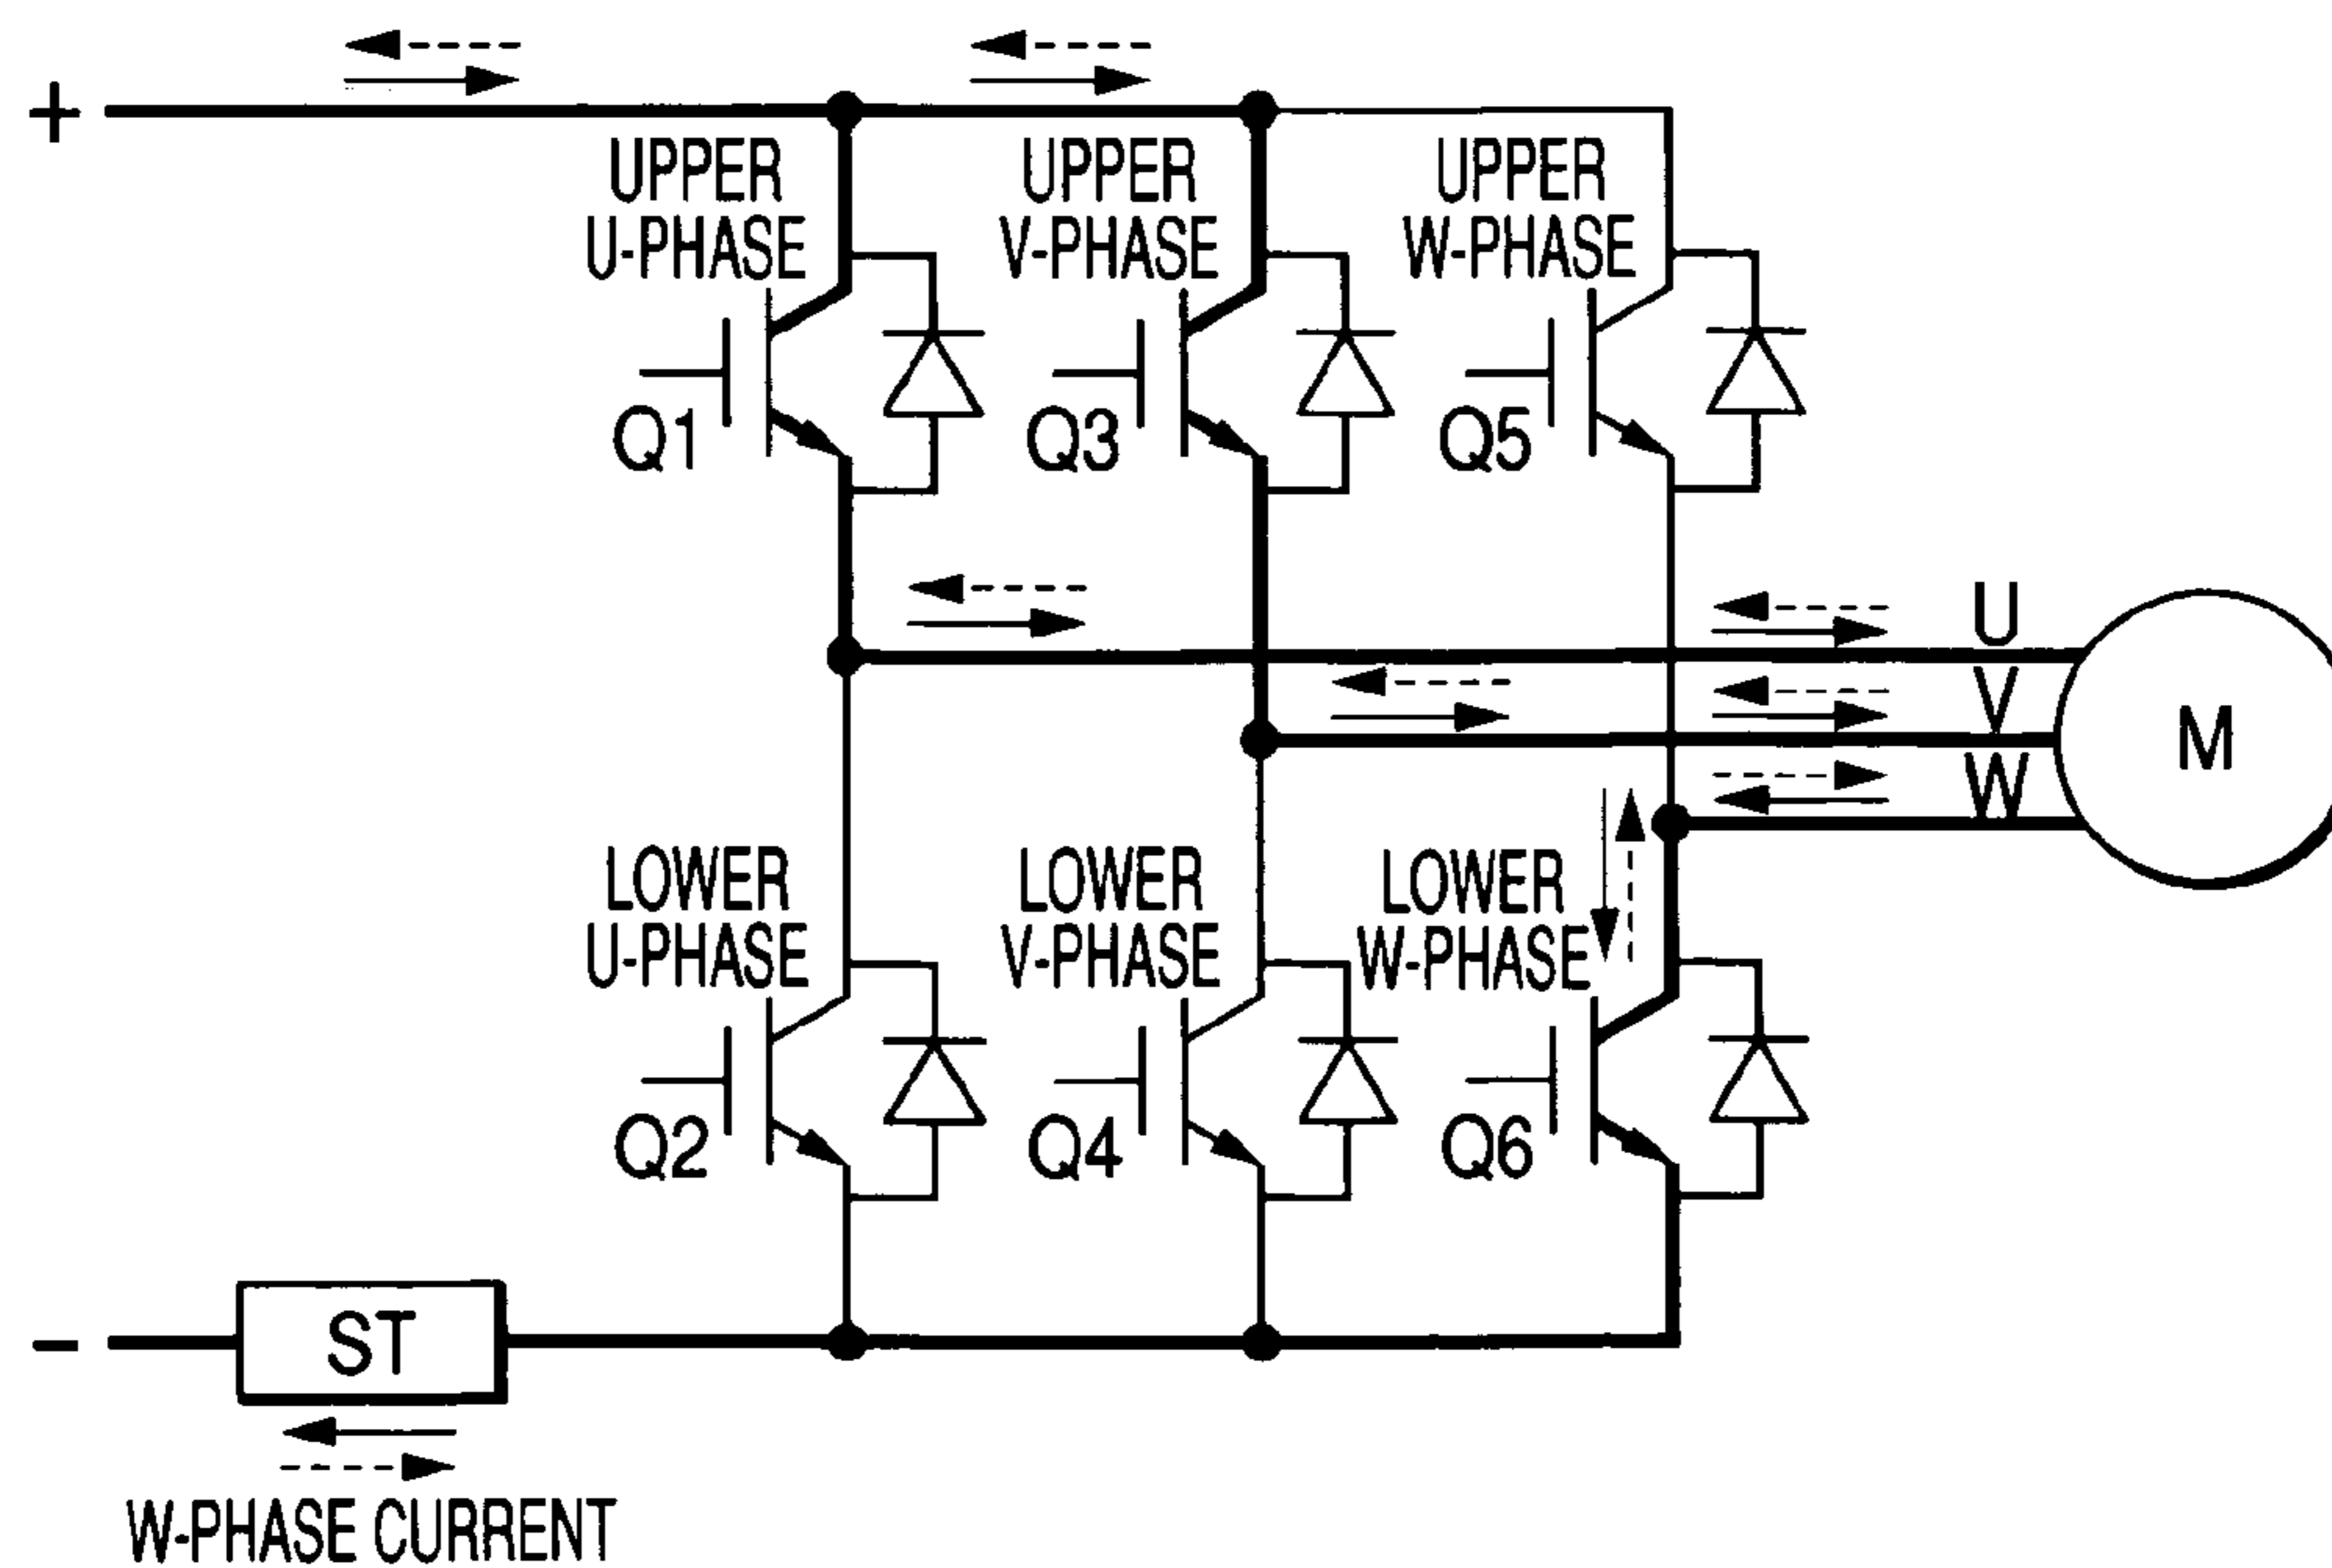 +
UPPER
U-PHASE
UPPER
V-PHASE
UPPER
W-PHASE
Q1
Q3
Q5
U
V
W
M
LOWER
U-PHASE
LOWER
V-PHASE
LOWER
W-PHASE
Q2
Q4
Q6
−
ST
W-PHASE CURRENT